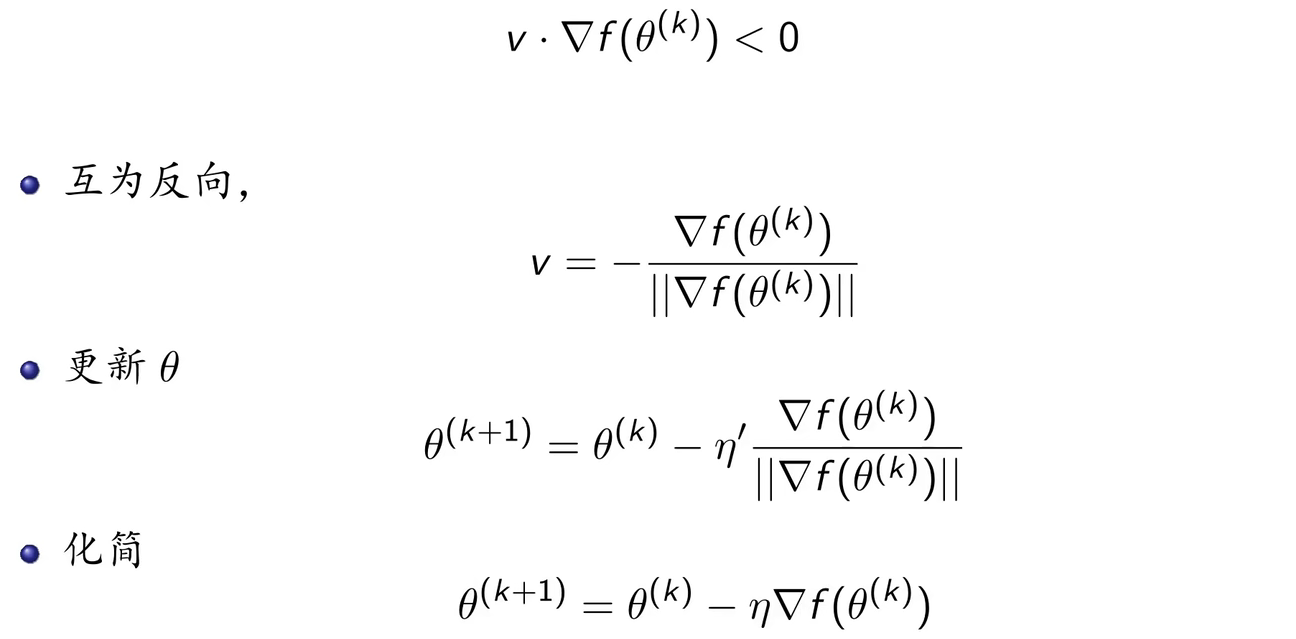 v · ∇f(θ^(k)) < 0
• 互为反向，
v = − ∇f(θ^(k)) / ||∇f(θ^(k))||
• 更新 θ
θ^(k+1) = θ^(k) − η′ ∇f(θ^(k)) / ||∇f(θ^(k))||
• 化简
θ^(k+1) = θ^(k) − η∇f(θ^(k))